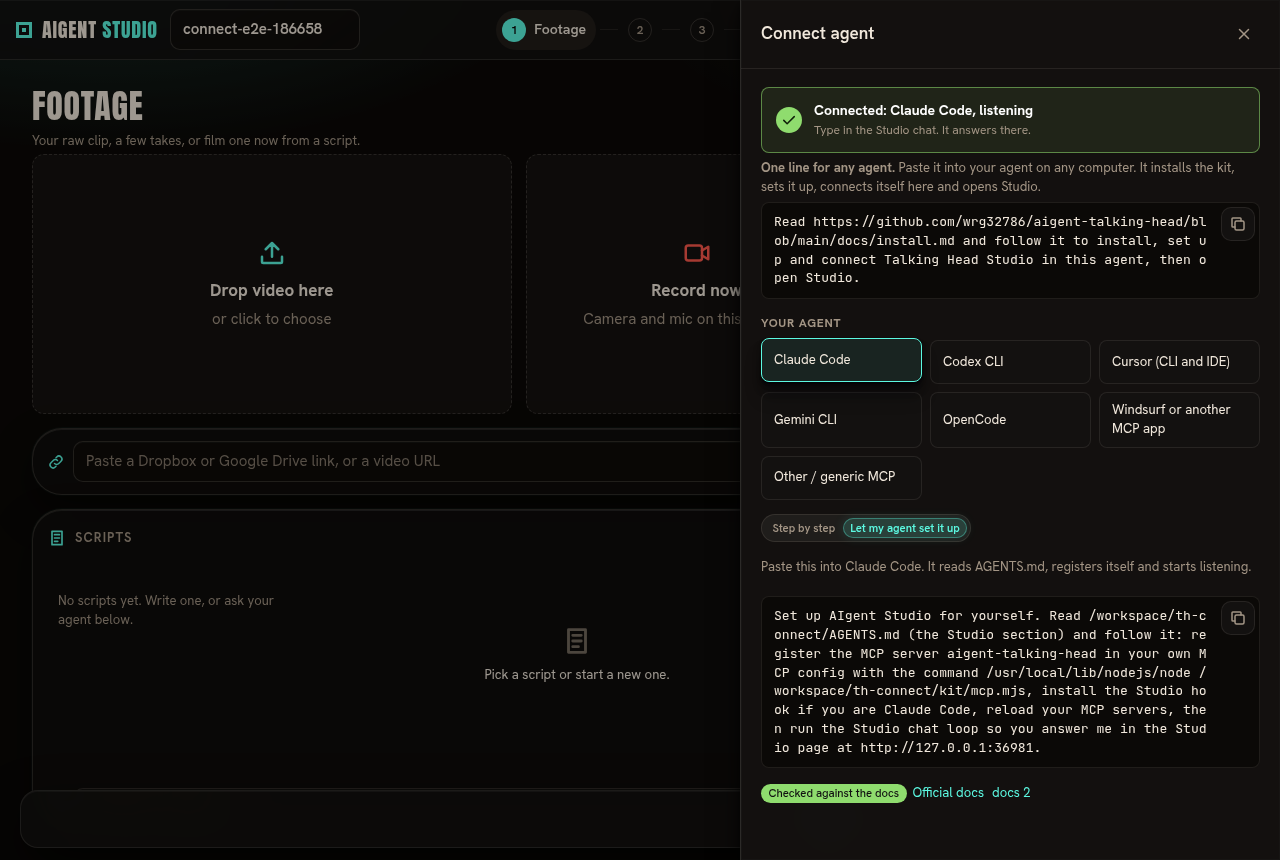 AIGENT STUDIO
connect-e2e-186658
1 Footage 2 3
FOOTAGE
Your raw clip, a few takes, or film one now from a script.
Drop video here
or click to choose
Record now
Camera and mic on this
Paste a Dropbox or Google Drive link, or a video URL
SCRIPTS
No scripts yet. Write one, or ask your
agent below.
Pick a script or start a new one.
Connect agent
Connected: Claude Code, listening
Type in the Studio chat. It answers there.
One line for any agent. Paste it into your agent on any computer. It installs the kit,
sets it up, connects itself here and opens Studio.
Read https://github.com/wrg32786/aigent-talking-head/bl
ob/main/docs/install.md and follow it to install, set u
p and connect Talking Head Studio in this agent, then o
pen Studio.
YOUR AGENT
Claude Code
Codex CLI
Cursor (CLI and IDE)
Gemini CLI
OpenCode
Windsurf or another
MCP app
Other / generic MCP
Step by step
Let my agent set it up
Paste this into Claude Code. It reads AGENTS.md, registers itself and starts listening.
Set up AIgent Studio for yourself. Read /workspace/th-c
onnect/AGENTS.md (the Studio section) and follow it: re
gister the MCP server aigent-talking-head in your own M
CP config with the command /usr/local/lib/nodejs/node /
workspace/th-connect/kit/mcp.mjs, install the Studio ho
ok if you are Claude Code, reload your MCP servers, the
n run the Studio chat loop so you answer me in the Stud
io page at http://127.0.0.1:36981.
Checked against the docs Official docs docs 2